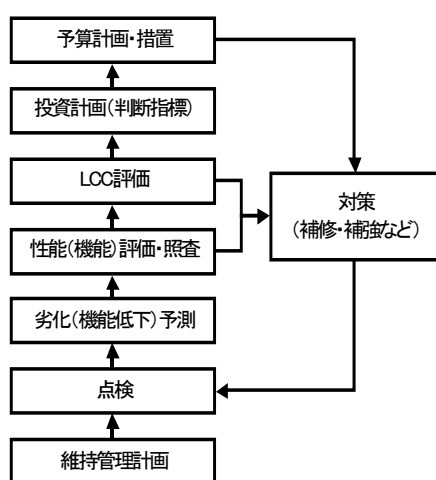 予算計画・措置
投資計画(判断指標)
LCC評価
対策
(補修・補強など)
性能(機能)評価・照査
劣化(機能低下)予測
点検
維持管理計画